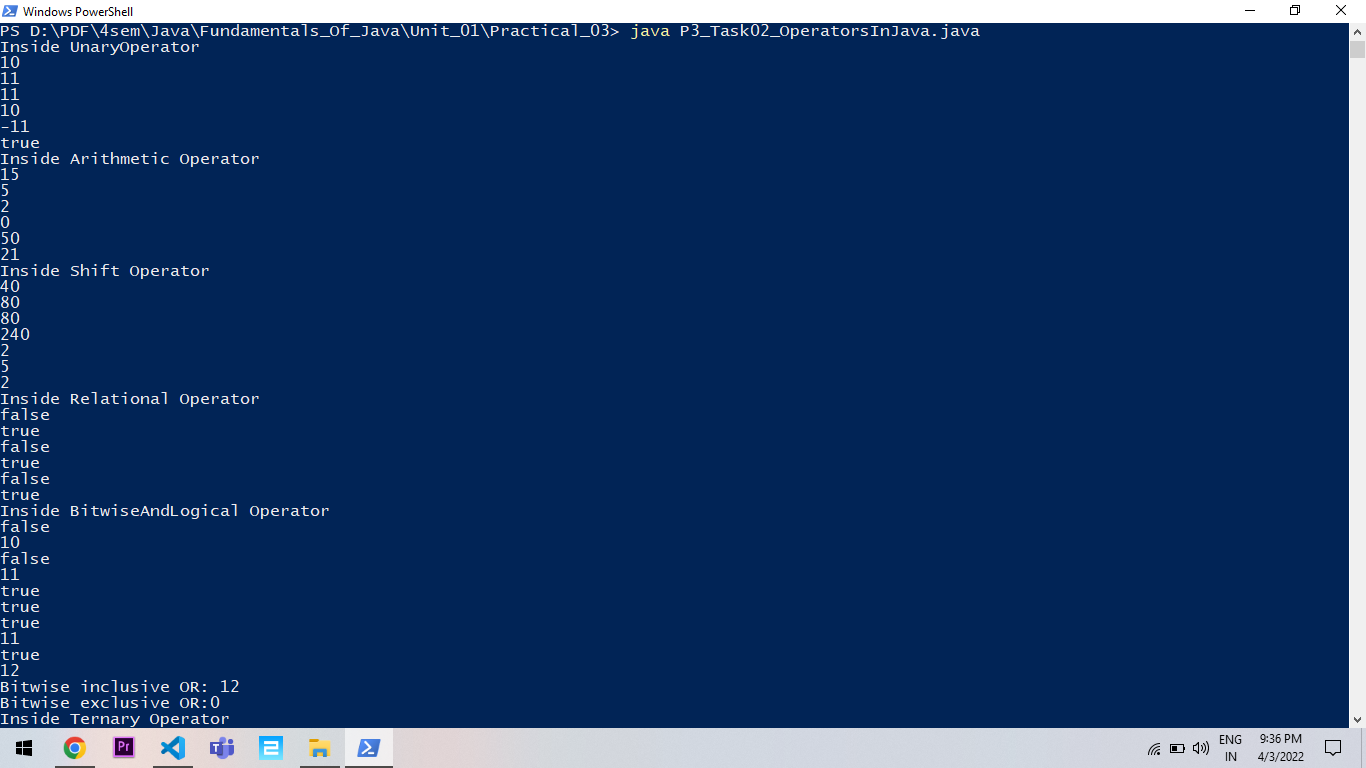 Windows PowerShell
PS D:\PDF\4sem\Java\Fundamentals_Of_Java\Unit_01\Practical_03> java P3_Task02_OperatorsInJava.java
Inside UnaryOperator
10
11
11
10
-11
true
Inside Arithmetic Operator
15
5
2
0
50
21
Inside Shift Operator
40
80
80
240
2
5
2
Inside Relational Operator
false
true
false
true
false
true
Inside BitwiseAndLogical Operator
false
10
false
11
true
true
true
11
true
12
Bitwise inclusive OR: 12
Bitwise exclusive OR:0
Inside Ternary Operator
Pr
ENG
IN
9:36 PM
4/3/2022